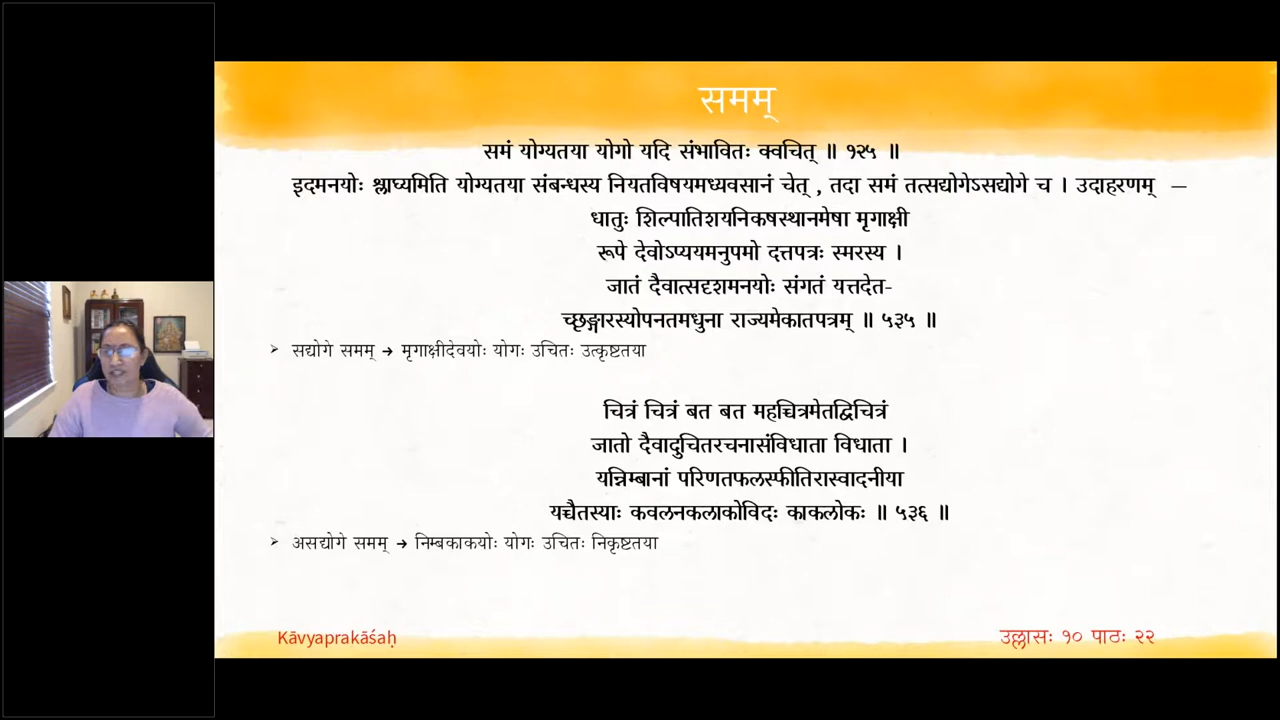 समम्
समं योग्यतया योगो यदि संभावितः क्वचित् ॥ १२५ ॥
इदमनयोः श्लाघ्यमिति योग्यतया संबन्धस्य नियतविषयमध्यवसानं चेत् , तदा समं तत्सद्योगेऽसद्योगे च । उदाहरणम् —
धातुः शिल्पातिशयनिकषस्थानमेषा मृगाक्षी
रूपे देवोऽप्ययमनुपमो दत्तपत्रः स्मरस्य ।
जातं दैवात्सदृशमनयोः संगतं यत्तदेत-
च्छृङ्गारस्योपनतमधुना राज्यमेकातपत्रम् ॥ ५३५ ॥
➢ सद्योगे समम् → मृगाक्षीदेवयोः योगः उचितः उत्कृष्टतया
चित्रं चित्रं बत बत महच्चित्रमेतद्विचित्रं
जातो दैवादुचितरचनासंविधाता विधाता ।
यन्निम्बानां परिणतफलस्फीतिरास्वादनीया
यच्चैतस्याः कवलनकलाकोविदः काकलोकः ॥ ५३६ ॥
➢ असद्योगे समम् → निम्बकाकयोः योगः उचितः निकृष्टतया
Kāvyaprakāśaḥ
उल्लासः १० पाठः २२